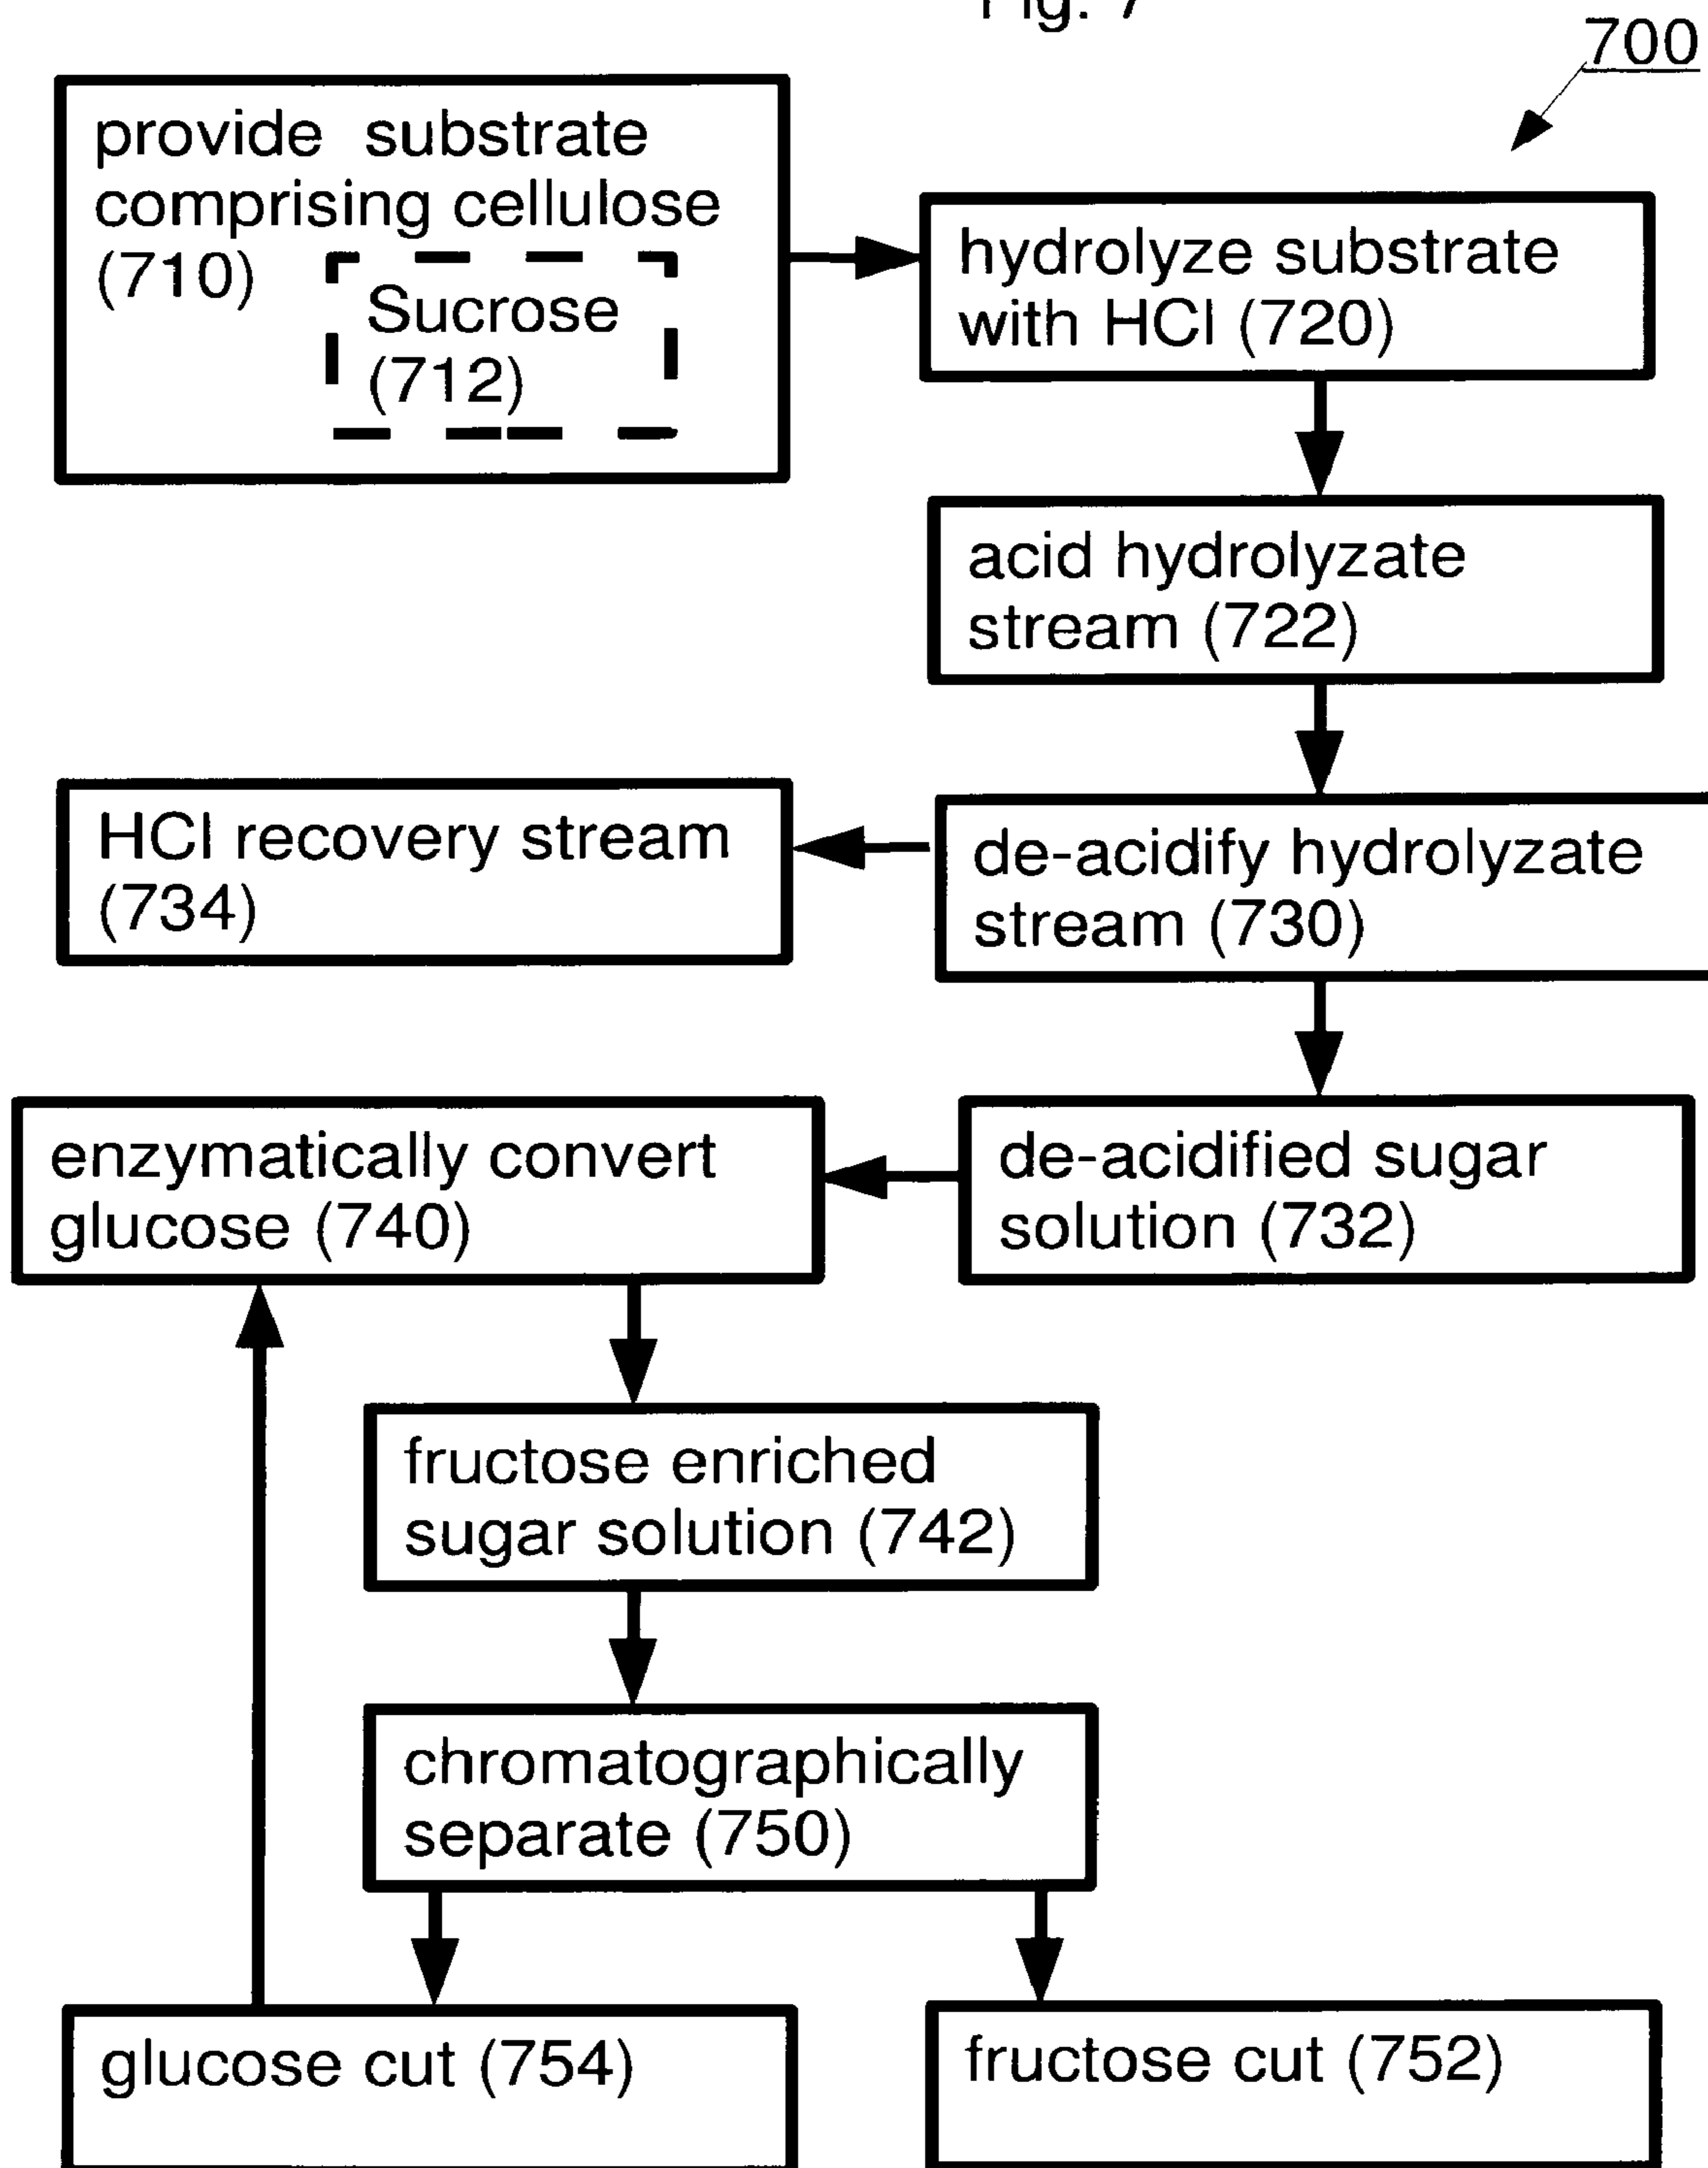 Fig. 7
700
provide substrate
comprising cellulose
(710)
Sucrose
(712)
hydrolyze substrate
with HCl (720)
acid hydrolyzate
stream (722)
HCl recovery stream
(734)
de-acidify hydrolyzate
stream (730)
enzymatically convert
glucose (740)
de-acidified sugar
solution (732)
fructose enriched
sugar solution (742)
chromatographically
separate (750)
glucose cut (754)
fructose cut (752)